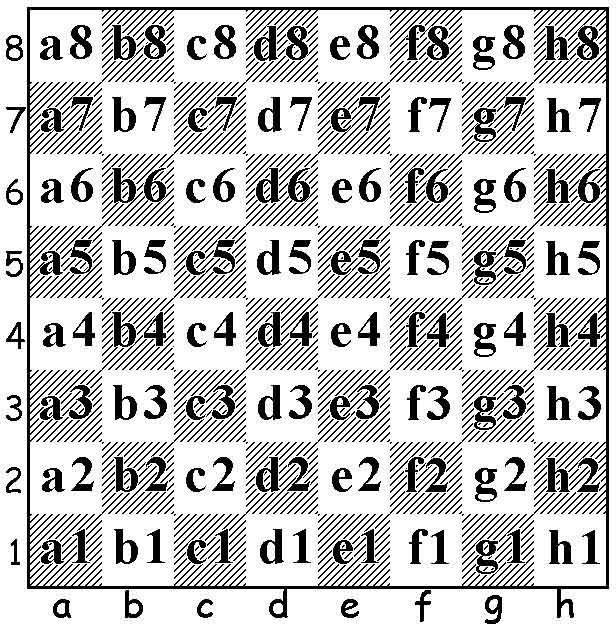 8 a8 b8 c8 d8 e8 f8 g8 h8
7 a7 b7 c7 d7 e7 f7 g7 h7
6 a6 b6 c6 d6 e6 f6 g6 h6
5 a5 b5 c5 d5 e5 f5 g5 h5
4 a4 b4 c4 d4 e4 f4 g4 h4
3 a3 b3 c3 d3 e3 f3 g3 h3
2 a2 b2 c2 d2 e2 f2 g2 h2
1 a1 b1 c1 d1 e1 f1 g1 h1
a b c d e f g h